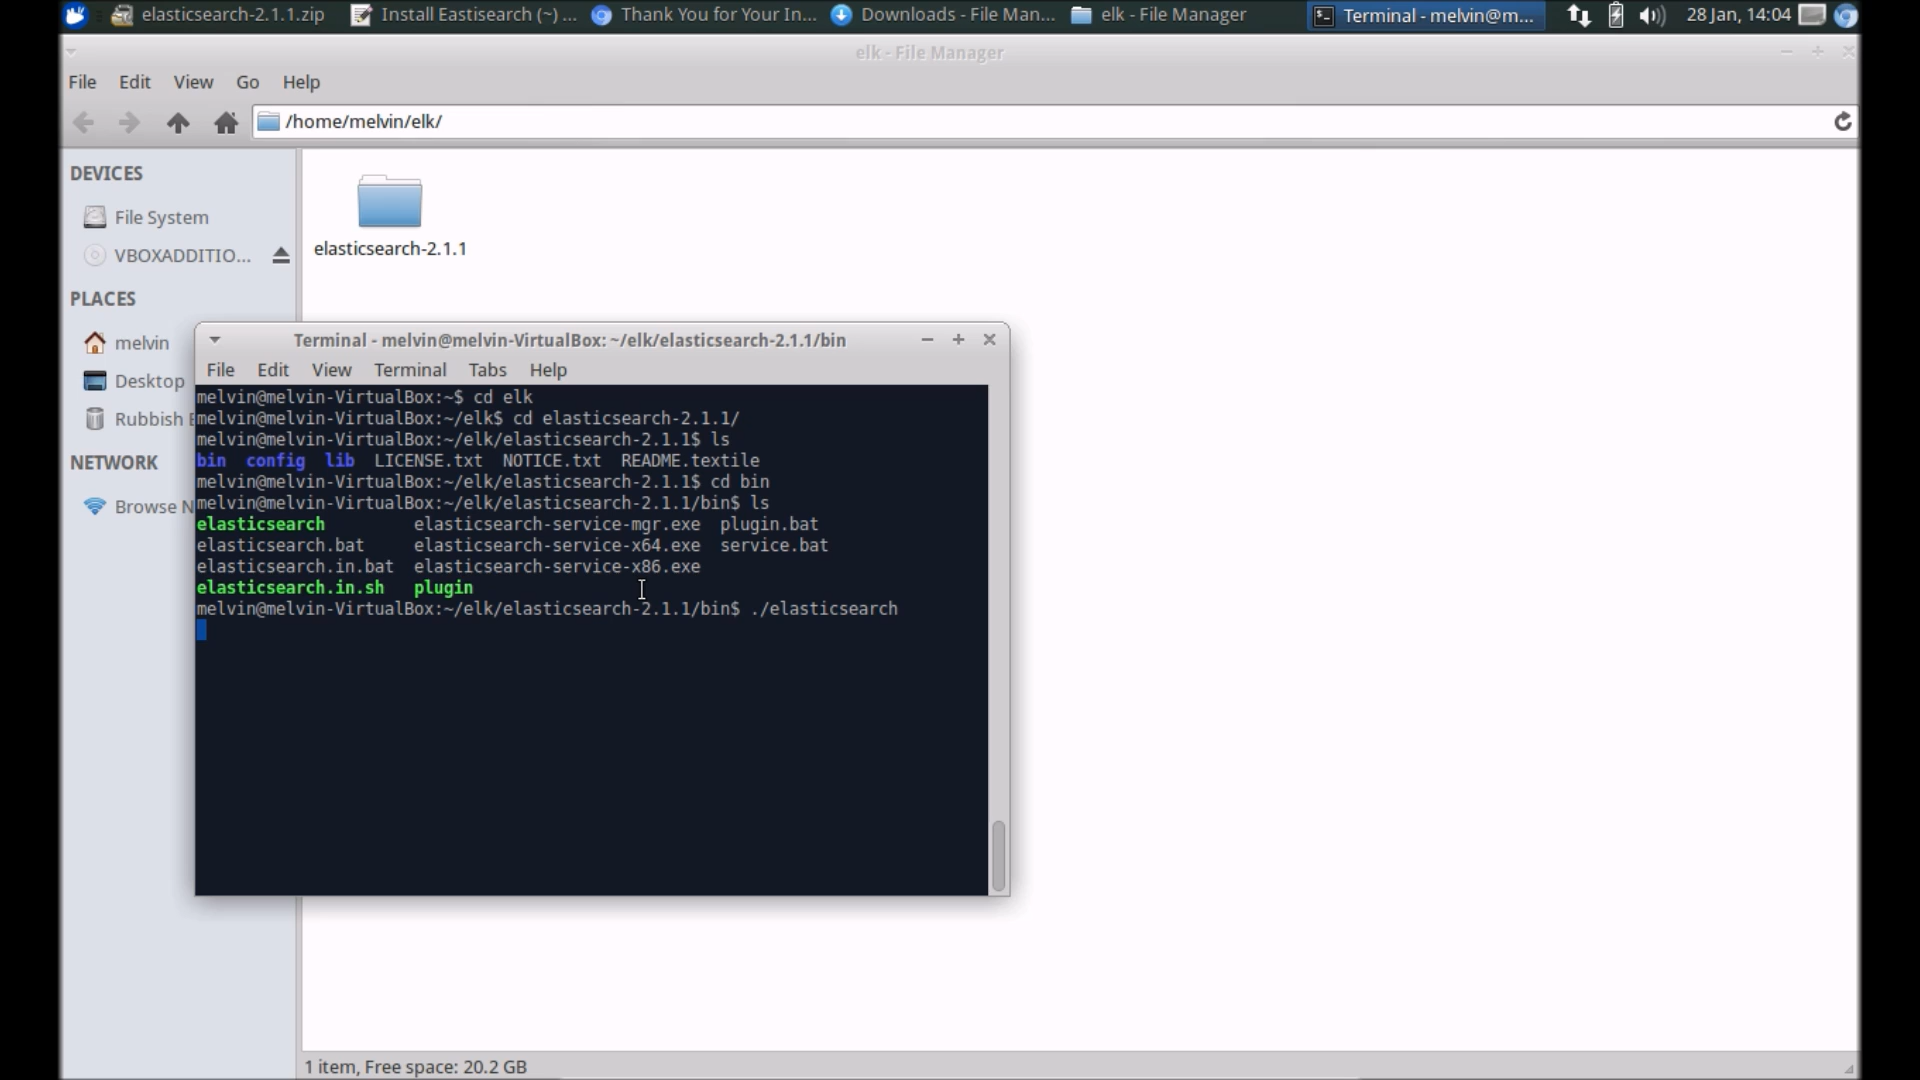 elasticsearch-2.1.1.zip
Install Eastisearch (~) ...
Thank You for Your In...
Downloads - File Man...
elk - File Manager
Terminal - melvin@m...
28 Jan, 14:04
elk - File Manager
File Edit View Go Help
/home/melvin/elk/
DEVICES
File System
VBOXADDITIO...
PLACES
melvin
Desktop
Rubbish
NETWORK
Browse N
elasticsearch-2.1.1
Terminal - melvin@melvin-VirtualBox: ~/elk/elasticsearch-2.1.1/bin
File Edit View Terminal Tabs Help
melvin@melvin-VirtualBox:~$ cd elk
melvin@melvin-VirtualBox:~/elk$ cd elasticsearch-2.1.1/
melvin@melvin-VirtualBox:~/elk/elasticsearch-2.1.1$ ls
bin config lib LICENSE.txt NOTICE.txt README.textile
melvin@melvin-VirtualBox:~/elk/elasticsearch-2.1.1$ cd bin
melvin@melvin-VirtualBox:~/elk/elasticsearch-2.1.1/bin$ ls
elasticsearch elasticsearch-service-mgr.exe plugin.bat
elasticsearch.bat elasticsearch-service-x64.exe service.bat
elasticsearch.in.bat elasticsearch-service-x86.exe
elasticsearch.in.sh plugin
melvin@melvin-VirtualBox:~/elk/elasticsearch-2.1.1/bin$ ./elasticsearch
1 item, Free space: 20.2 GB